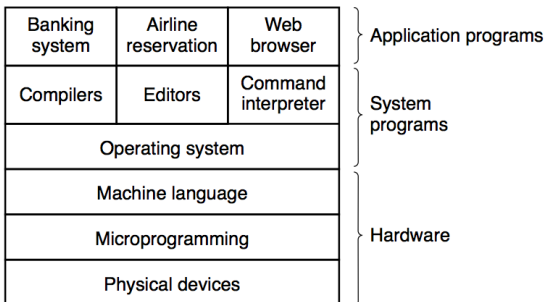 Banking system
Airline reservation
Web browser
Application programs
Compilers
Editors
Command interpreter
System programs
Operating system
Machine language
Microprogramming
Hardware
Physical devices